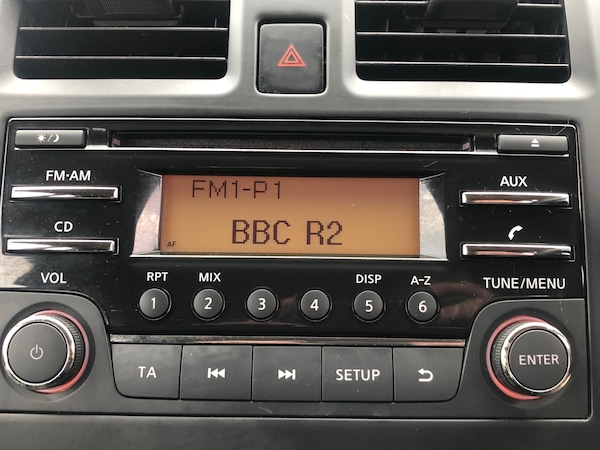 FM·AM
CD
VOL
FM1-P1
BBC R2
AF
AUX
TUNE/MENU
RPT MIX DISP A-Z
1 2 3 4 5 6
TA SETUP
ENTER